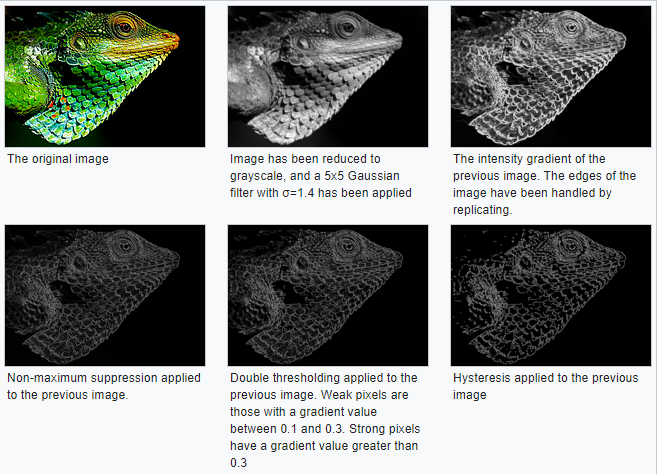 The original image
Image has been reduced to
grayscale, and a 5x5 Gaussian
filter with σ=1.4 has been applied
The intensity gradient of the
previous image. The edges of the
image have been handled by
replicating.
Non-maximum suppression applied
to the previous image.
Double thresholding applied to the
previous image. Weak pixels are
those with a gradient value
between 0.1 and 0.3. Strong pixels
have a gradient value greater than
0.3
Hysteresis applied to the previous
image